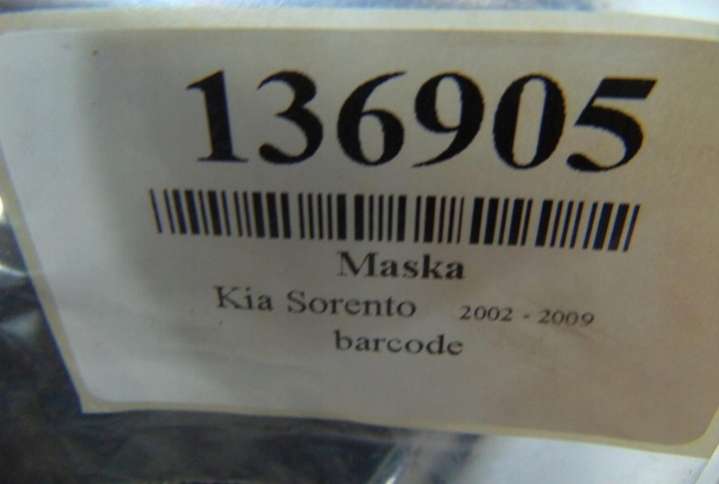 136905
Maska
Kia Sorento 2002 - 2009
barcode